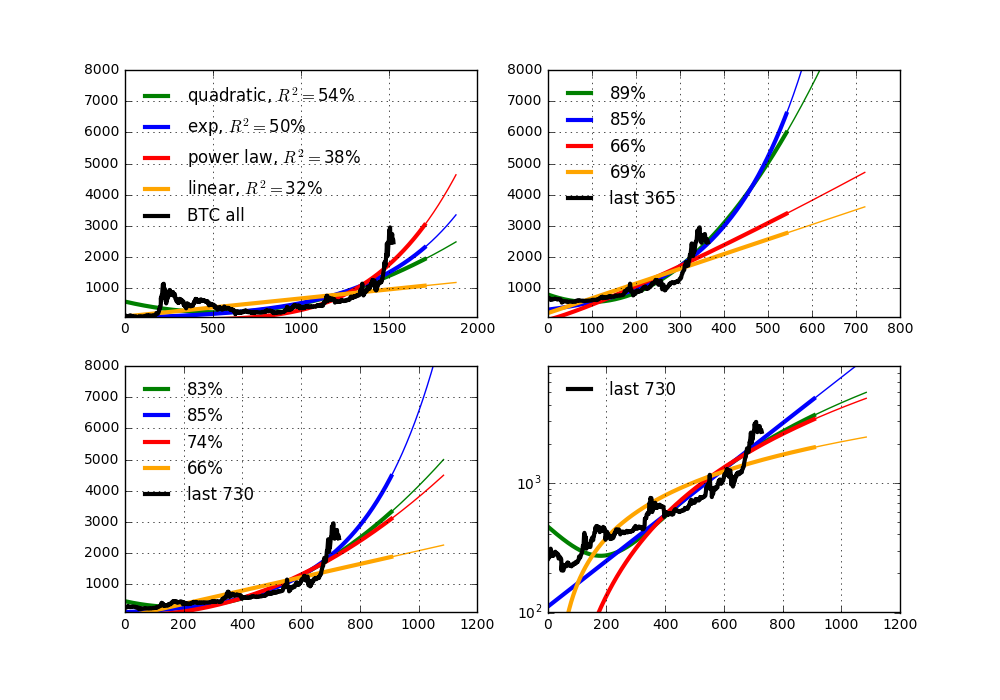 8000
7000
6000
5000
4000
3000
2000
1000
quadratic, R² = 54%
exp, R² = 50%
power law, R² = 38%
linear, R² = 32%
BTC all
0 500 1000 1500 2000
8000
7000
6000
5000
4000
3000
2000
1000
89%
85%
66%
69%
last 365
0 100 200 300 400 500 600 700 800
8000
7000
6000
5000
4000
3000
2000
1000
83%
85%
74%
66%
last 730
0 200 400 600 800 1000 1200
last 730
10³
10²
0 200 400 600 800 1000 1200